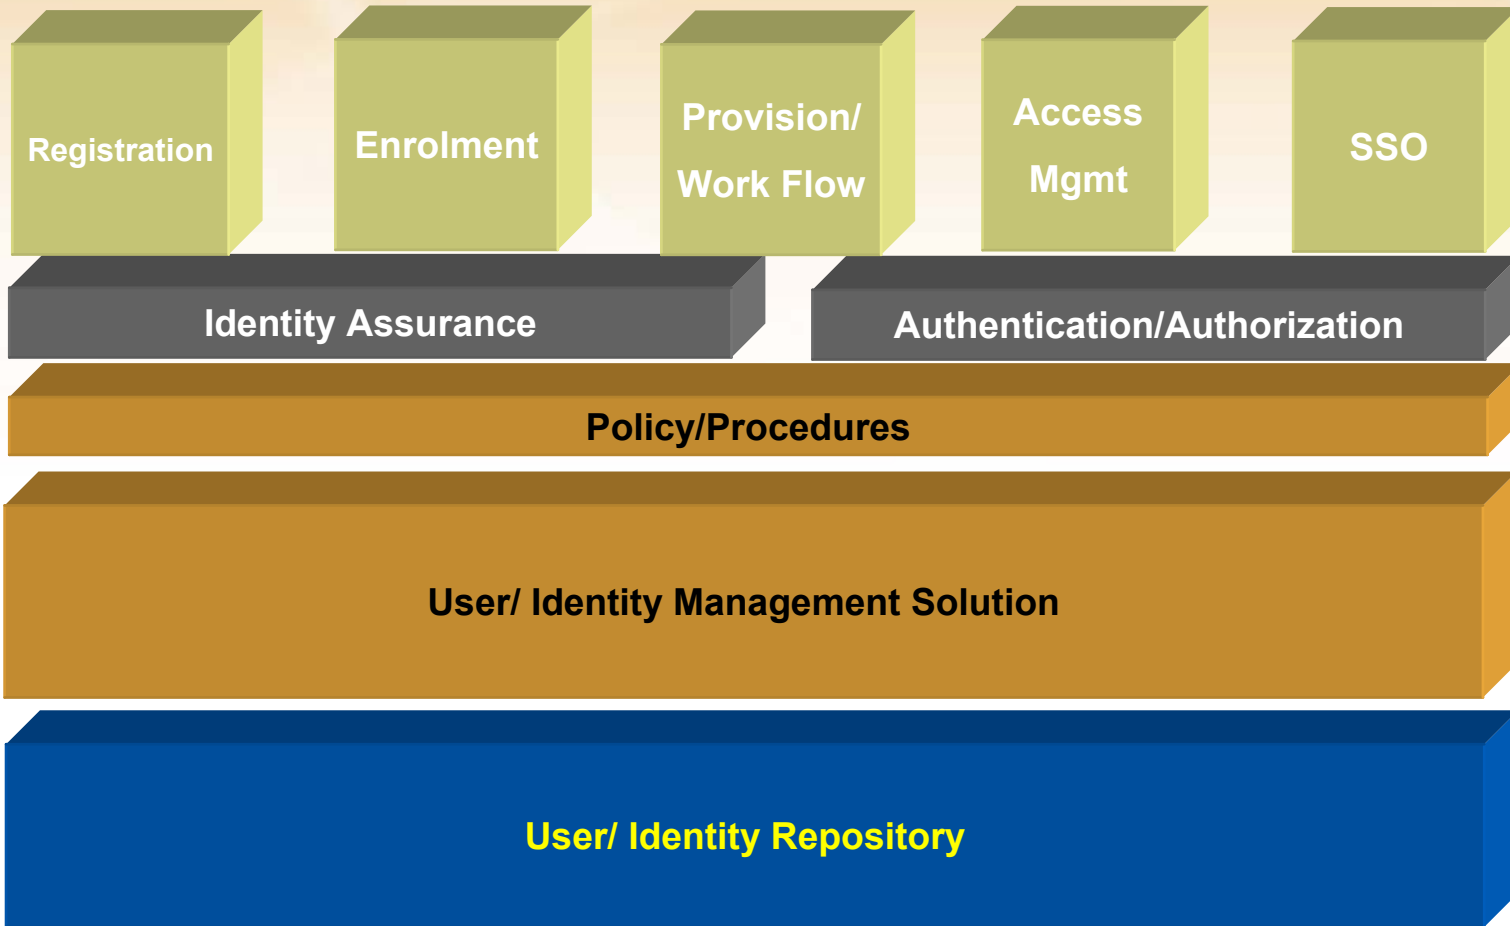 Registration
Enrolment
Provision/
Work Flow
Access
Mgmt
SSO
Identity Assurance
Authentication/Authorization
Policy/Procedures
User/ Identity Management Solution
User/ Identity Repository